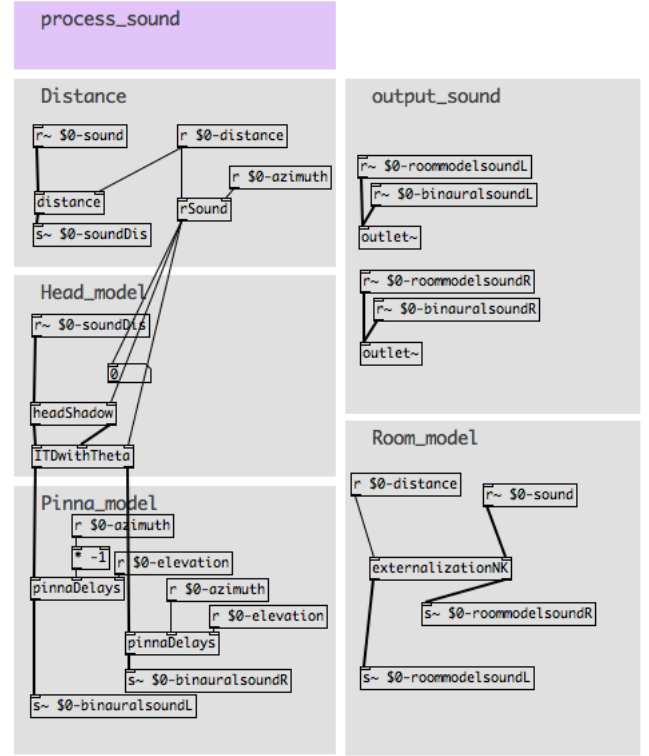 process_sound
Distance
r~ $0-sound
r $0-distance
r $0-azimuth
distance
rSound
s~ $0-soundDis
Head_model
r~ $0-soundDis
0
headShadow
ITDwithTheta
Pinna_model
r $0-azimuth
* -1
r $0-elevation
pinnaDelays
r $0-azimuth
r $0-elevation
pinnaDelays
s~ $0-binauralsoundR
s~ $0-binauralsoundL
output_sound
r~ $0-roommodelsoundL
r~ $0-binauralsoundL
outlet~
r~ $0-roommodelsoundR
r~ $0-binauralsoundR
outlet~
Room_model
r $0-distance
r~ $0-sound
externalizationNK
s~ $0-roommodelsoundR
s~ $0-roommodelsoundL